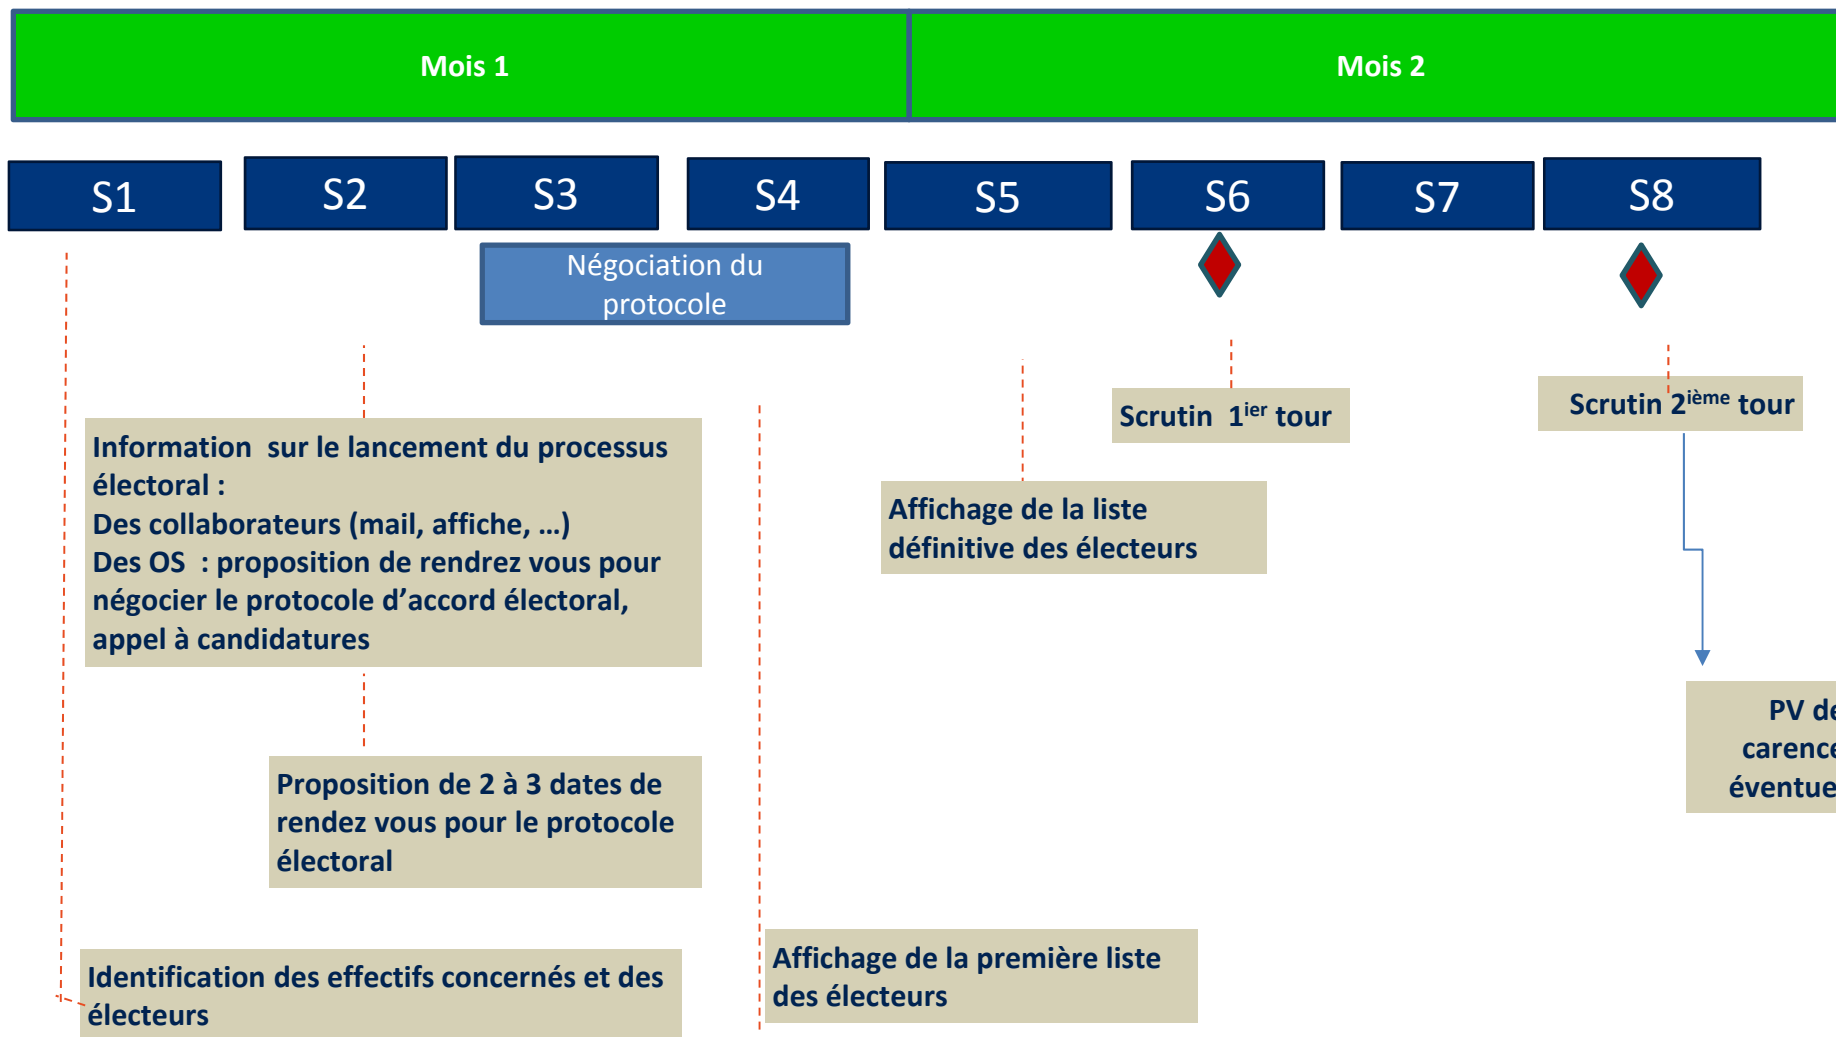 Mois 1
Mois 2
S1
S2
S3
S4
S5
S6
S7
S8
Négociation du
protocole
Scrutin 1ier tour
Scrutin 2ième tour
Information sur le lancement du processus
électoral :
Des collaborateurs (mail, affiche, ...)
Des OS : proposition de rendrez vous pour
négocier le protocole d'accord électoral,
appel à candidatures
Affichage de la liste
définitive des électeurs
PV de
carence
Proposition de 2 à 3 dates de
rendez vous pour le protocole
électoral
Identification des effectifs concernés et des
électeurs
Affichage de la première liste
des électeurs